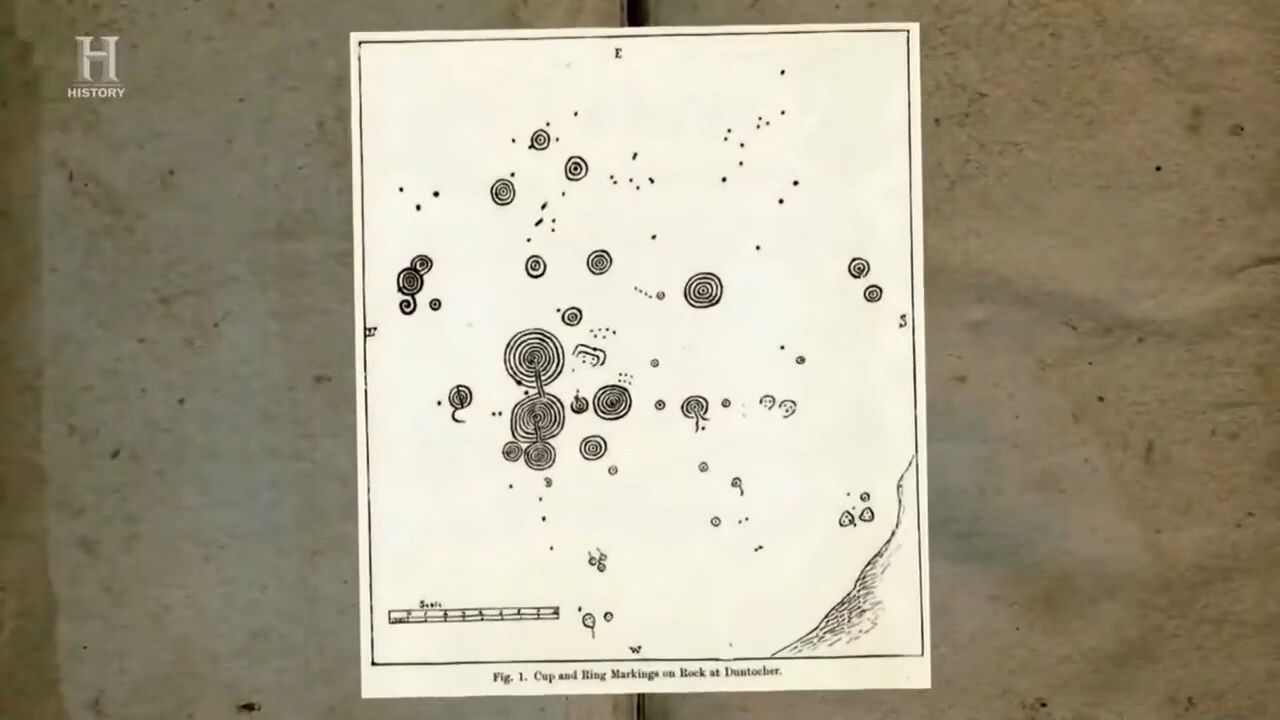 H
HISTORY
E
S
Scale
W
Fig. 1. Cup and Ring Markings on Rock at Duntocher.